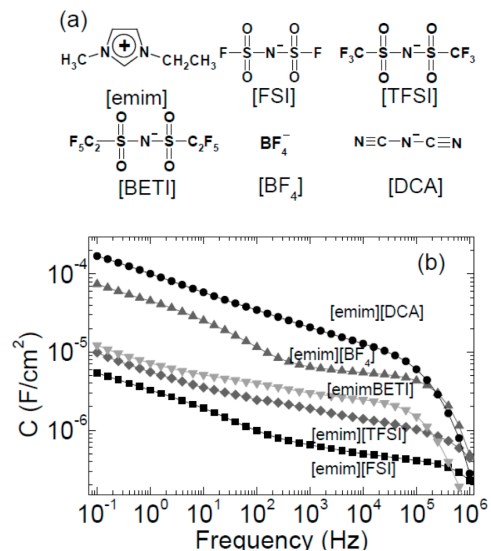 (a)
CH₃ N + N CH₂CH₃
[emim]
O O
F–S–N⁻–S–F
O O
[FSI]
O O
F₃C–S–N⁻–S–CF₃
O O
[TFSI]
O O
F₅C₂–S–N⁻–S–C₂F₅
O O
[BETI]
BF₄⁻
[BF₄]
N≡C–N⁻–C≡N
[DCA]
(b)
C (F/cm²)
10⁻⁴
10⁻⁵
10⁻⁶
[emim][DCA]
[emim][BF₄]
[emimBETI]
[emim][TFSI]
[emim][FSI]
10⁻¹ 10⁰ 10¹ 10² 10³ 10⁴ 10⁵ 10⁶
Frequency (Hz)